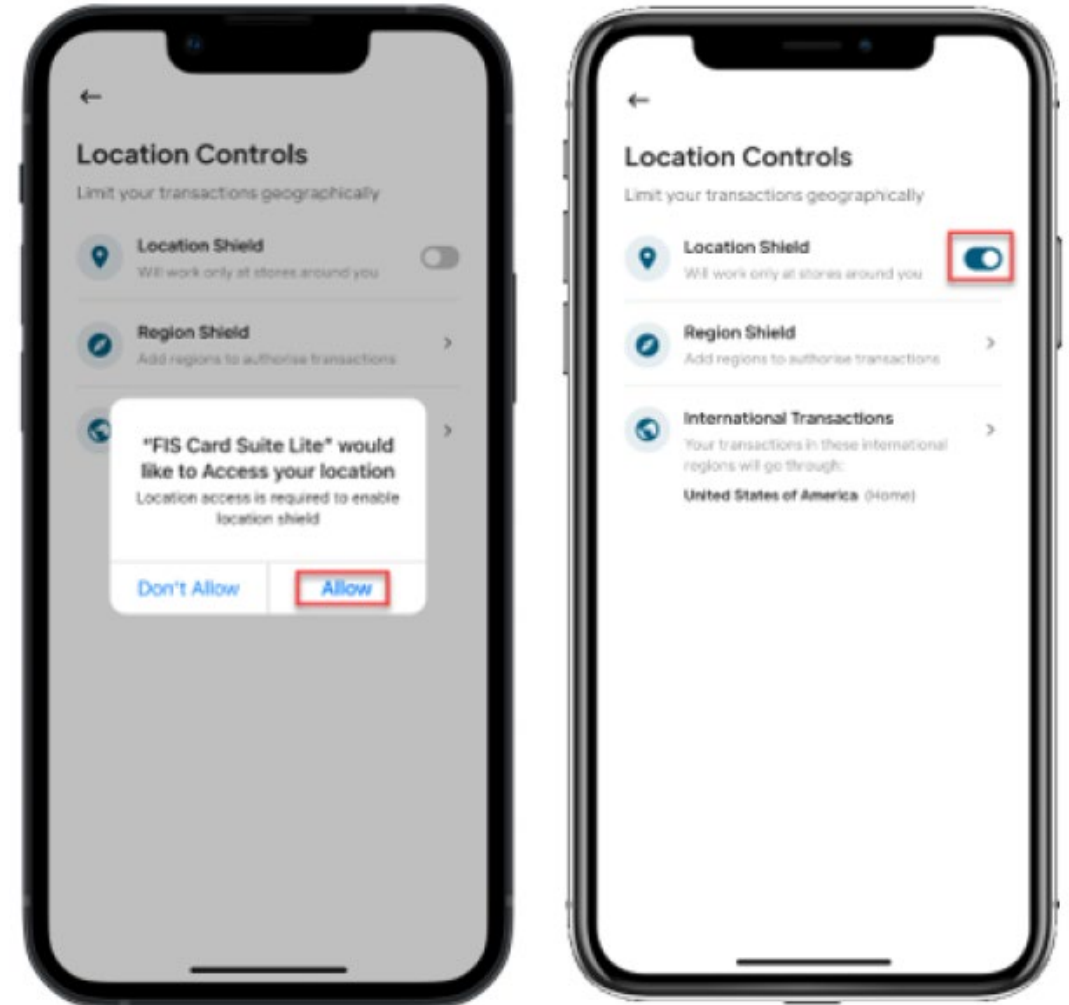 Location Controls
Limit your transactions geographically
Location Shield
Will work only at stores around you
Region Shield
Add regions to authorise transactions
"FIS Card Suite Lite" would
like to Access your location
Location access is required to enable
location shield
Don't Allow
Allow
Location Controls
Limit your transactions geographically
Location Shield
Will work only at stores around you
Region Shield
Add regions to authorise transactions
International Transactions
Your transactions in these international
regions will go through:
United States of America (Home)